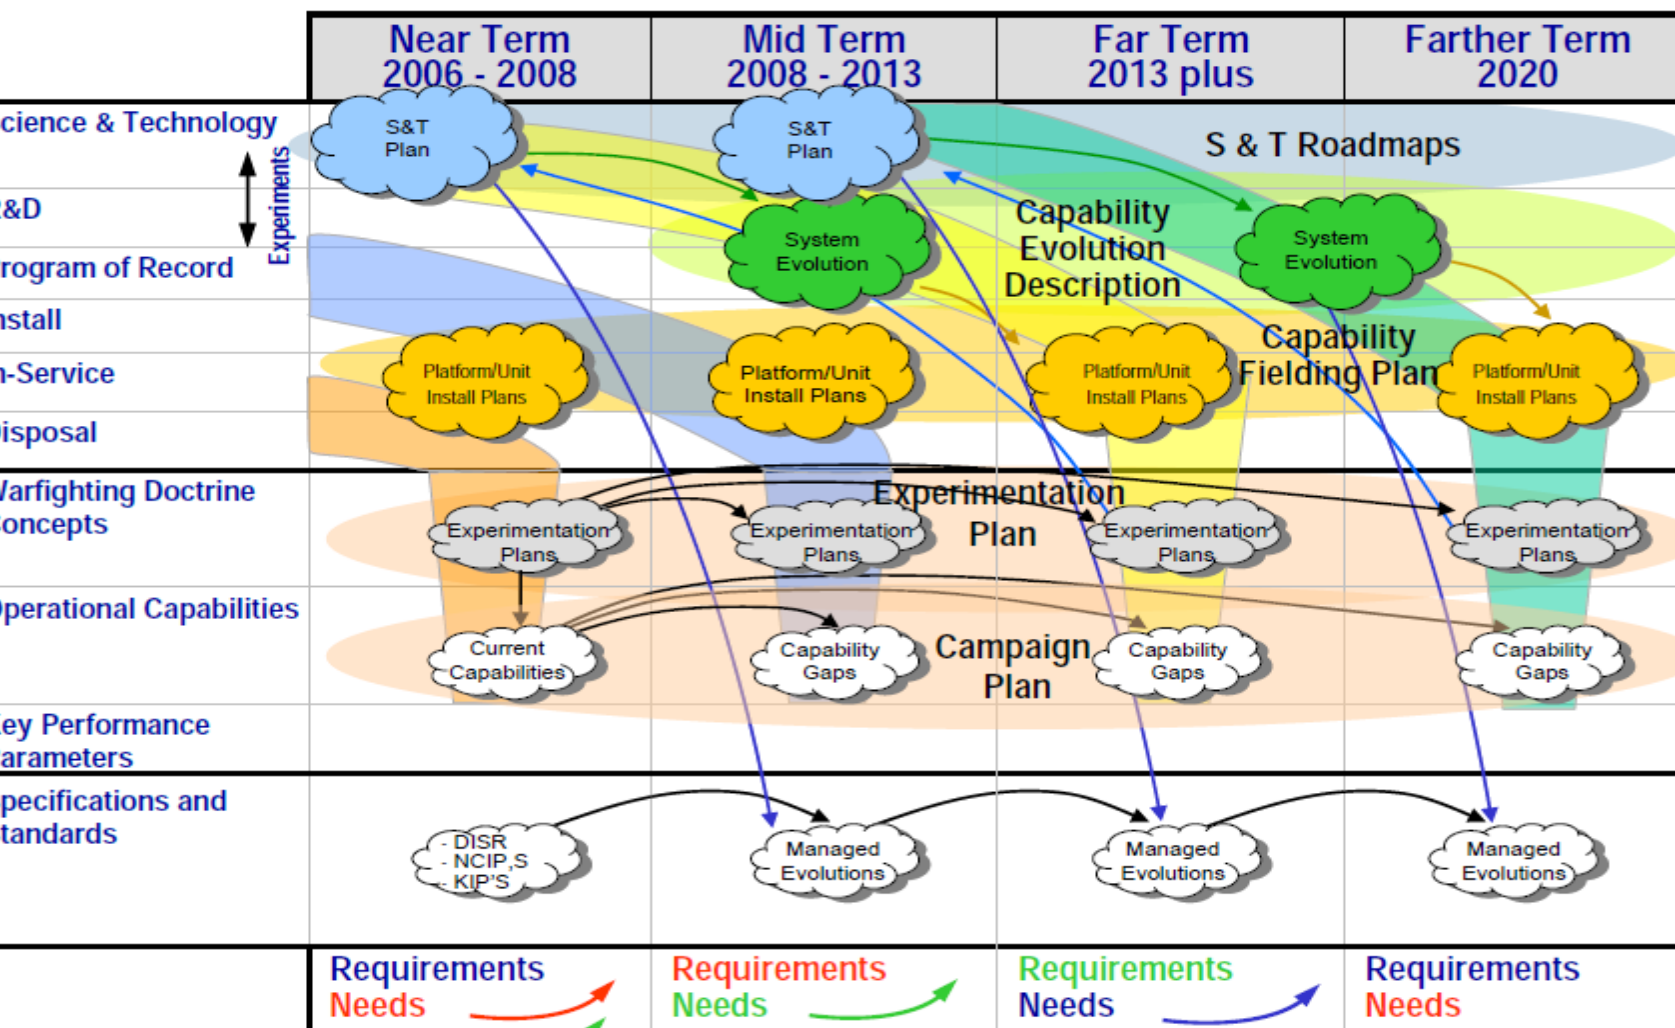 Near Term
2006 - 2008
Mid Term
2008 - 2013
Far Term
2013 plus
Farther Term
2020
cience & Technology
&D
rogram of Record
nstall
n-Service
isposal
Experiments
S&T
Plan
S&T
Plan
S & T Roadmaps
System
Evolution
Capability
Evolution
Description
System
Evolution
Platform/Unit
Install Plans
Platform/Unit
Install Plans
Platform/Unit
Install Plans
Capability
Fielding Plan
Platform/Unit
Install Plans
arfighting Doctrine
oncepts
Experimentation
Plans
Experimentation
Plans
Experimentation
Plan
Experimentation
Plans
Experimentation
Plans
perational Capabilities
Current
Capabilities
Capability
Gaps
Campaign
Plan
Capability
Gaps
Capability
Gaps
ey Performance
arameters
pecifications and
tandards
- DISR
- NCIP,S
- KIP'S
Managed
Evolutions
Managed
Evolutions
Managed
Evolutions
Requirements
Needs
Requirements
Needs
Requirements
Needs
Requirements
Needs